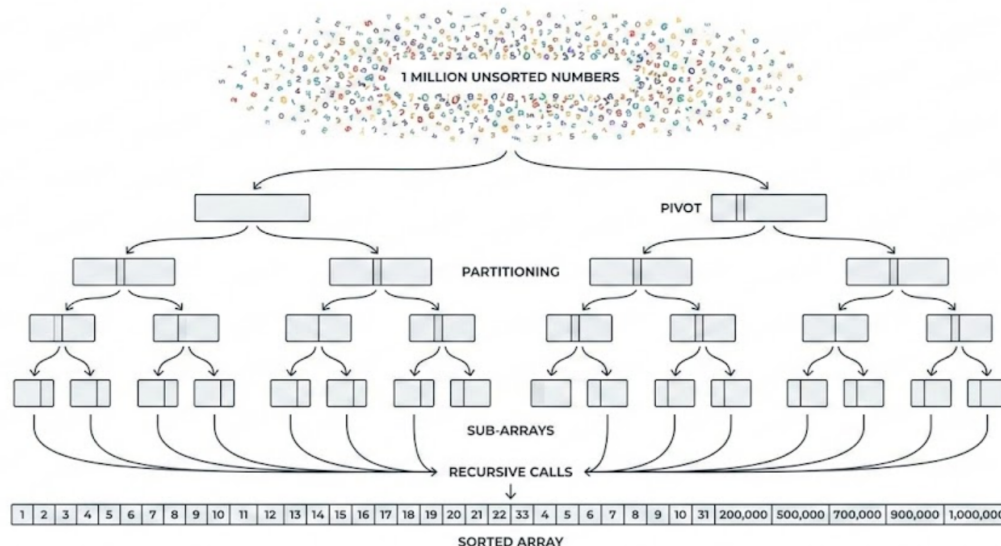 1 MILLION UNSORTED NUMBERS
PIVOT
PARTITIONING
SUB-ARRAYS
RECURSIVE CALLS
1 2 3 4 5 6 7 8 9 10 11 12 13 14 15 16 17 18 19 20 21 22 33 4 5 6 7 8 9 10 31 200,000 500,000 700,000 900,000 1,000,000
SORTED ARRAY